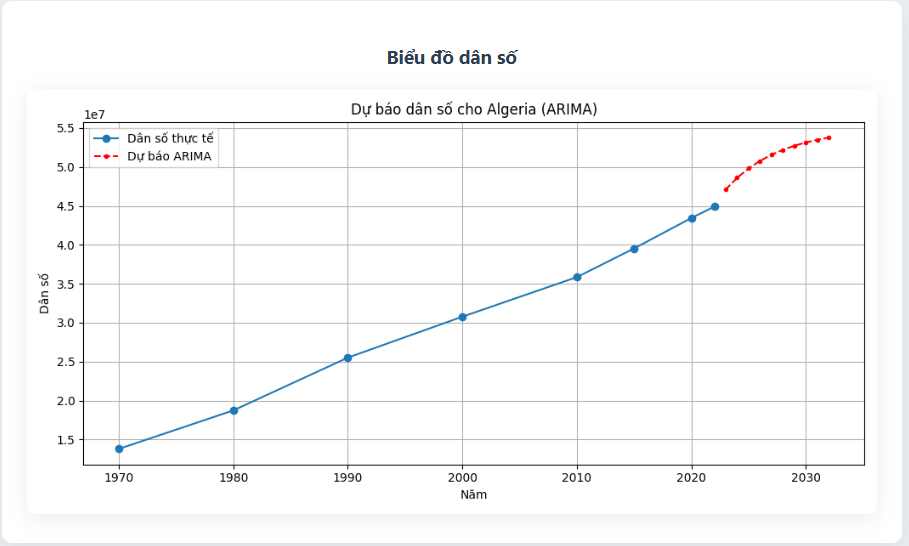 Biểu đồ dân số
Dự báo dân số cho Algeria (ARIMA)
1e7
Dân số thực tế
Dự báo ARIMA
5.5
5.0
4.5
4.0
3.5
3.0
2.5
2.0
1.5
Dân số
1970 1980 1990 2000 2010 2020 2030
Năm